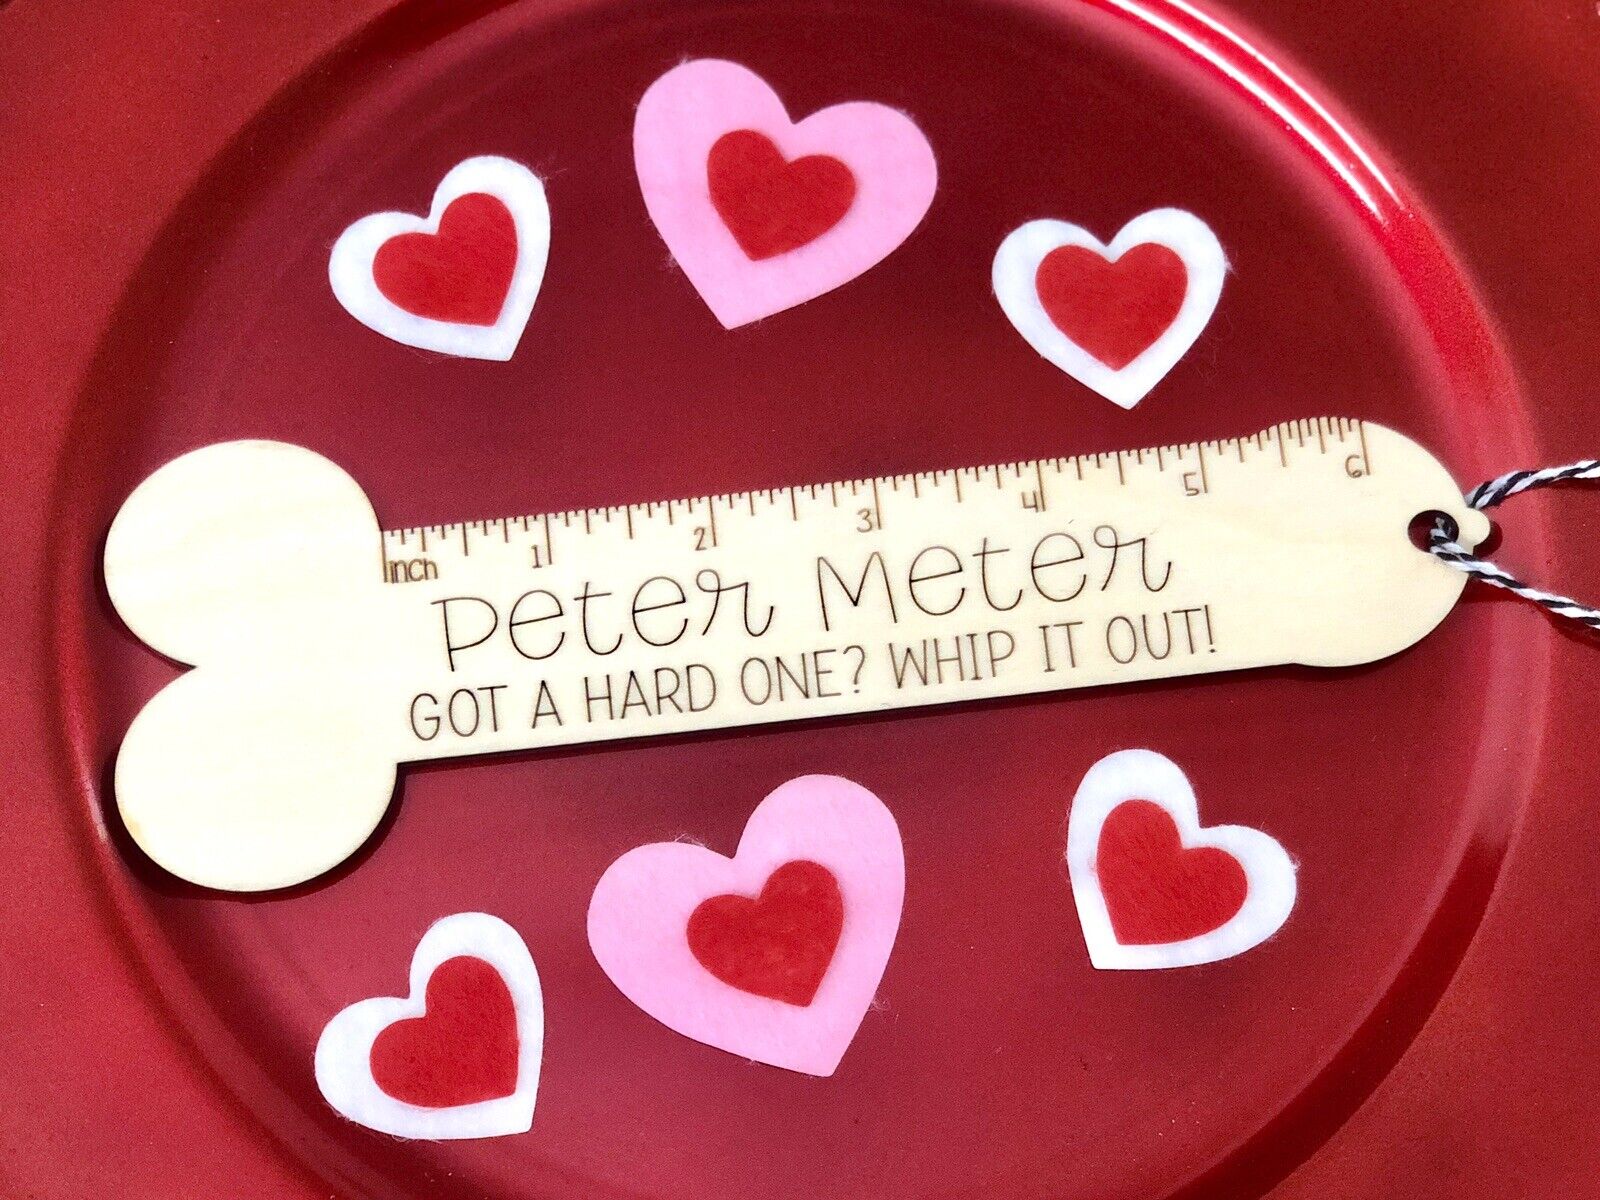 inch 1 2 3 4 5 6
Peter Meter
GOT A HARD ONE? WHIP IT OUT!